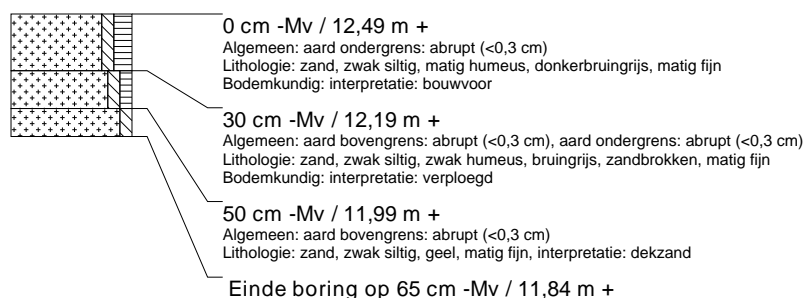 0 cm -Mv / 12,49 m +
Algemeen: aard ondergrens: abrupt (<0,3 cm)
Lithologie: zand, zwak siltig, matig humeus, donkerbruingrijs, matig fijn
Bodemkundig: interpretatie: bouwvoor
30 cm -Mv / 12,19 m +
Algemeen: aard bovengrens: abrupt (<0,3 cm), aard ondergrens: abrupt (<0,3 cm)
Lithologie: zand, zwak siltig, zwak humeus, bruingrijs, zandbrokken, matig fijn
Bodemkundig: interpretatie: verploegd
50 cm -Mv / 11,99 m +
Algemeen: aard bovengrens: abrupt (<0,3 cm)
Lithologie: zand, zwak siltig, geel, matig fijn, interpretatie: dekzand
Einde boring op 65 cm -Mv / 11,84 m +